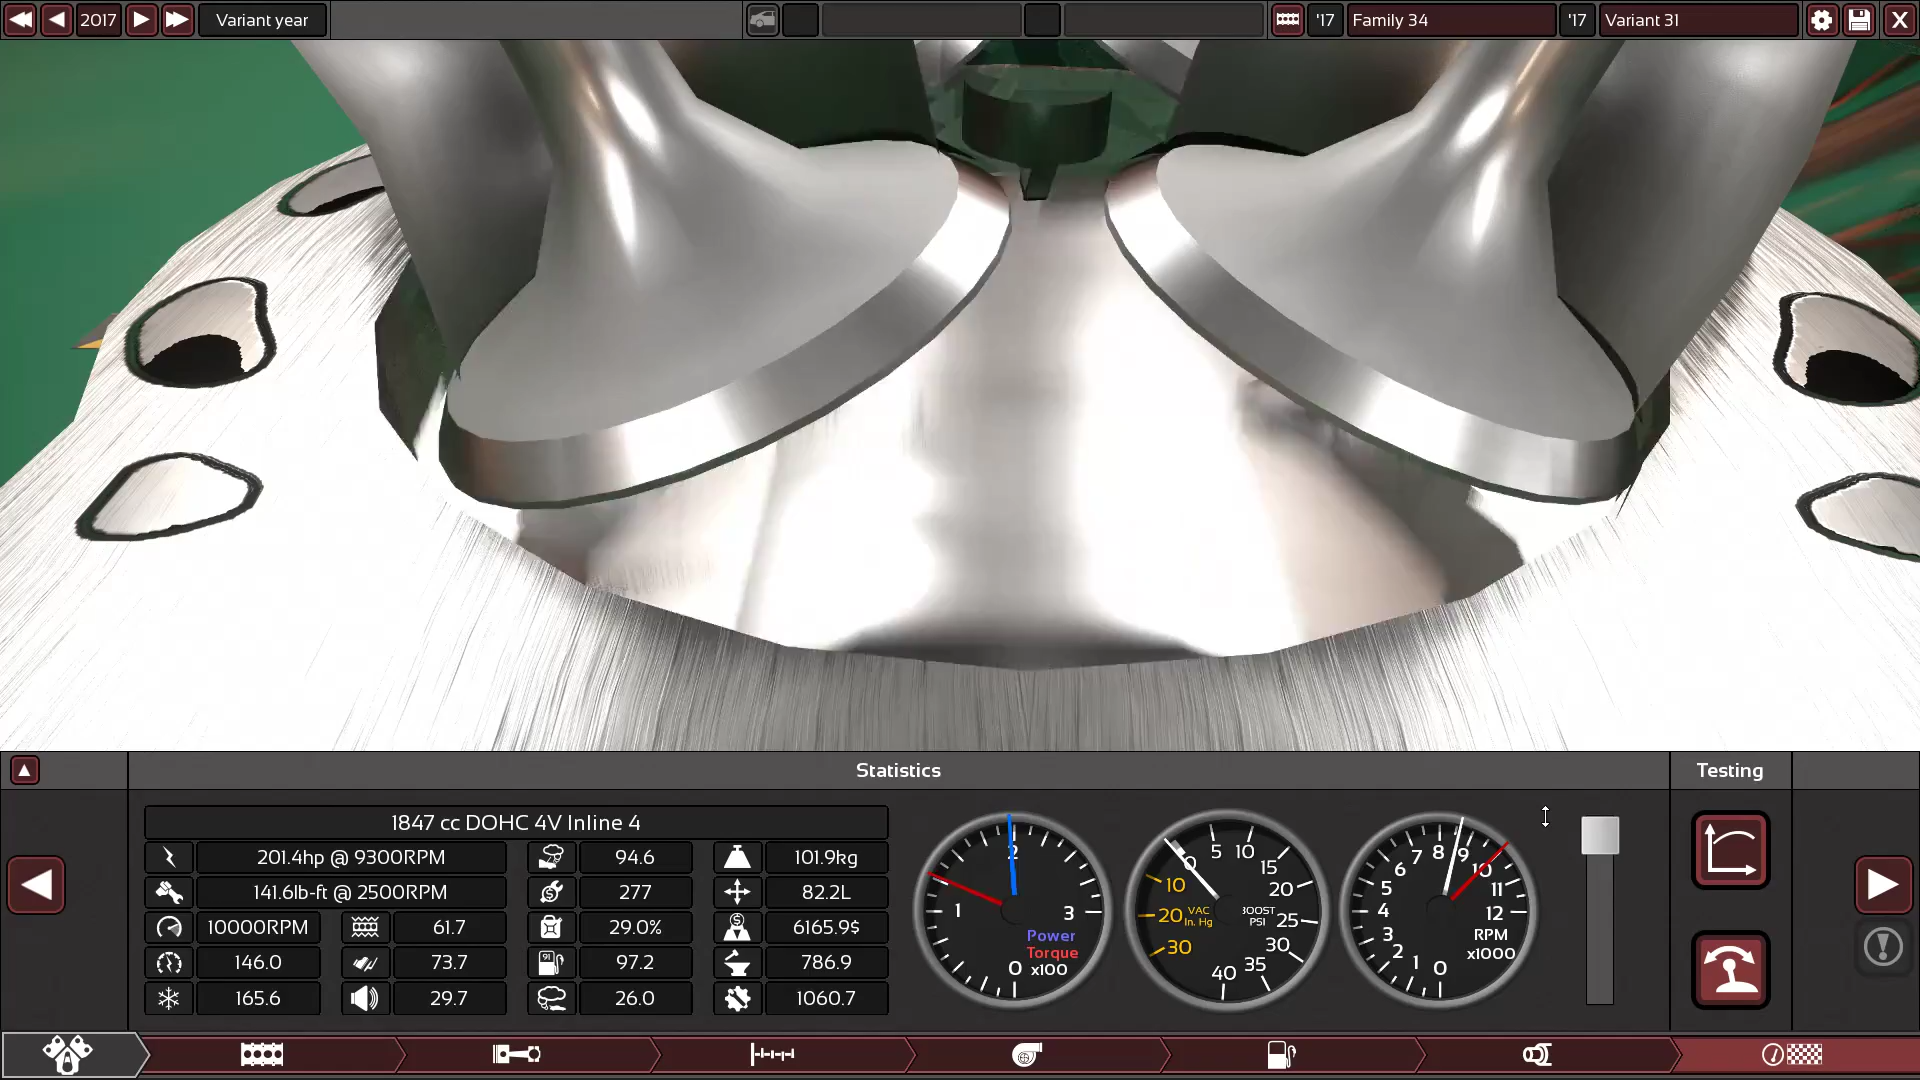 2017
Variant year
'17
Family 34
'17
Variant 31
X
Statistics
Testing
1847 cc DOHC 4V Inline 4
201.4hp @ 9300RPM
94.6
101.9kg
141.6lb-ft @ 2500RPM
277
82.2L
10000RPM
61.7
29.0%
6165.9$
146.0
73.7
91
97.2
786.9
165.6
29.7
26.0
1060.7
0
1
2
3
Power
Torque
x100
0
5
10
15
20
25
30
35
40
10
20
30
VAC
In. Hg
BOOST
PSI
0
1
2
3
4
5
6
7
8
9
10
11
12
RPM
x1000